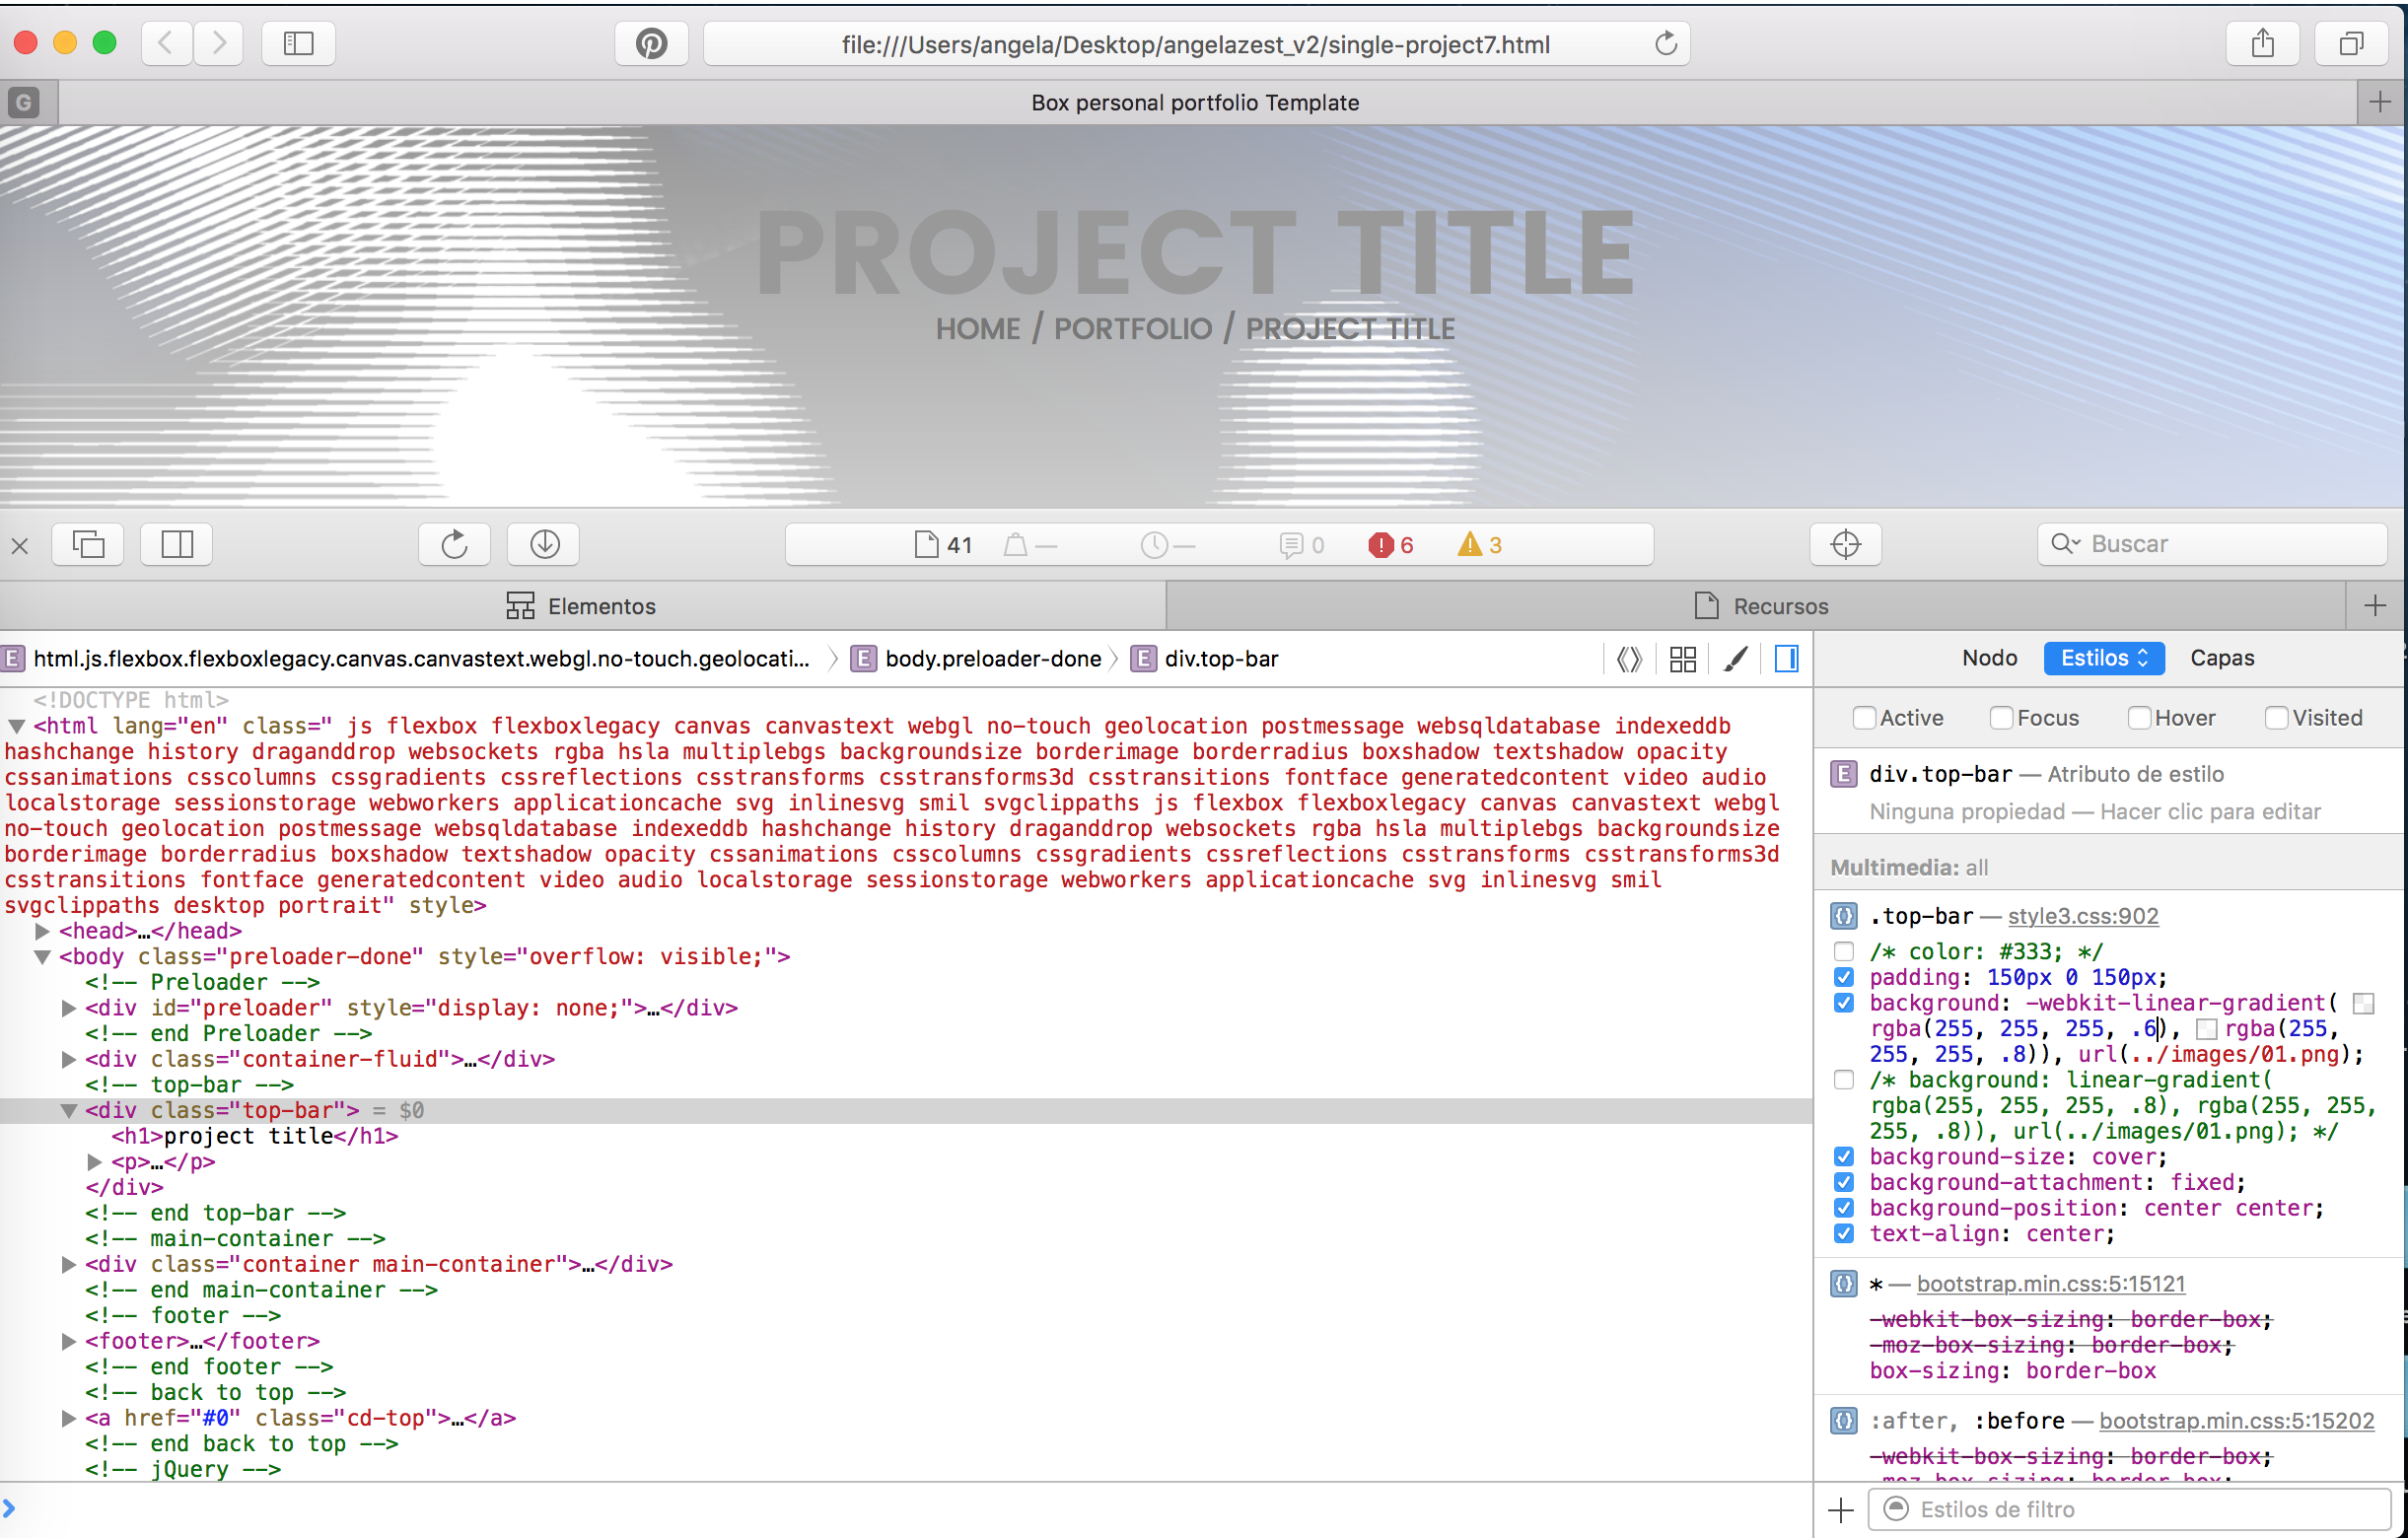 file:///Users/angela/Desktop/angelazest_v2/single-project7.html
G
Box personal portfolio Template
PROJECT TITLE
HOME / PORTFOLIO / PROJECT TITLE
41 — — 0 6 3
Buscar
Elementos
Recursos
E html.js.flexbox.flexboxlegacy.canvas.canvastext.webgl.no-touch.geolocati... E body.preloader-done E div.top-bar
Nodo Estilos Capas
<!DOCTYPE html>
<html lang="en" class=" js flexbox flexboxlegacy canvas canvastext webgl no-touch geolocation postmessage websqldatabase indexeddb
hashchange history draganddrop websockets rgba hsla multiplebgs backgroundsize borderimage borderradius boxshadow textshadow opacity
cssanimations csscolumns cssgradients cssreflections csstransforms csstransforms3d csstransitions fontface generatedcontent video audio
localstorage sessionstorage webworkers applicationcache svg inlinesvg smil svgclippaths js flexbox flexboxlegacy canvas canvastext webgl
no-touch geolocation postmessage websqldatabase indexeddb hashchange history draganddrop websockets rgba hsla multiplebgs backgroundsize
borderimage borderradius boxshadow textshadow opacity cssanimations csscolumns cssgradients cssreflections csstransforms csstransforms3d
csstransitions fontface generatedcontent video audio localstorage sessionstorage webworkers applicationcache svg inlinesvg smil
svgclippaths desktop portrait" style>
<head>…</head>
<body class="preloader-done" style="overflow: visible;">
<!-- Preloader -->
<div id="preloader" style="display: none;">…</div>
<!-- end Preloader -->
<div class="container-fluid">…</div>
<!-- top-bar -->
<div class="top-bar"> = $0
<h1>project title</h1>
<p>…</p>
</div>
<!-- end top-bar -->
<!-- main-container -->
<div class="container main-container">…</div>
<!-- end main-container -->
<!-- footer -->
<footer>…</footer>
<!-- end footer -->
<!-- back to top -->
<a href="#0" class="cd-top">…</a>
<!-- end back to top -->
<!-- jQuery -->
Active Focus Hover Visited
E div.top-bar — Atributo de estilo
Ninguna propiedad — Hacer clic para editar
Multimedia: all
.top-bar — style3.css:902
/* color: #333; */
padding: 150px 0 150px;
background: -webkit-linear-gradient(
rgba(255, 255, 255, .6), rgba(255,
255, 255, .8)), url(../images/01.png);
/* background: linear-gradient(
rgba(255, 255, 255, .8), rgba(255, 255,
255, .8)), url(../images/01.png); */
background-size: cover;
background-attachment: fixed;
background-position: center center;
text-align: center;
* — bootstrap.min.css:5:15121
-webkit-box-sizing: border-box;
-moz-box-sizing: border-box;
box-sizing: border-box
:after, :before — bootstrap.min.css:5:15202
-webkit-box-sizing: border-box;
-moz-box-sizing: border-box;
Estilos de filtro